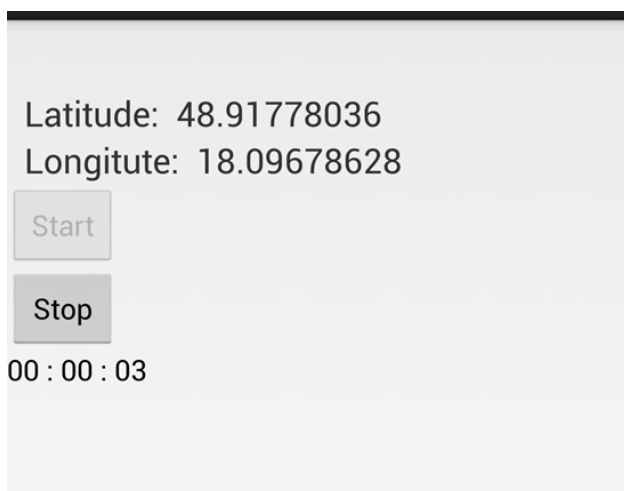 Latitude: 48.91778036
Longitute: 18.09678628
Start
Stop
00 : 00 : 03